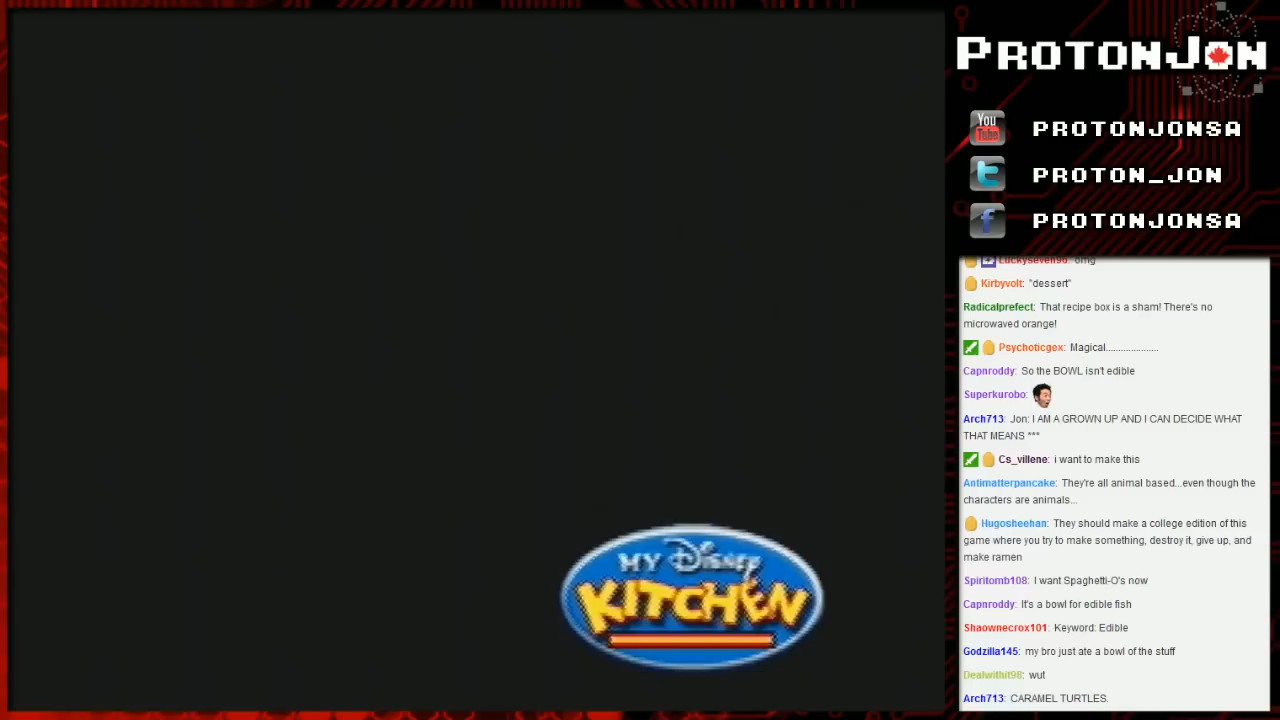 PROTONJON
You
Tube
PROTONJONSA
PROTON_JON
PROTONJONSA
Luckyseven96: omg
Kirbyvolt: "dessert"
Radicalprefect: That recipe box is a sham! There's no
microwaved orange!
Psychoticgex: Magical.....................
Capnroddy: So the BOWL isn't edible
Superkurobo:
Arch713: Jon: I AM A GROWN UP AND I CAN DECIDE WHAT
THAT MEANS ***
Cs_villene: i want to make this
Antimatterpancake: They're all animal based...even though the
characters are animals...
Hugosheehan: They should make a college edition of this
game where you try to make something, destroy it, give up, and
make ramen
Spiritomb108: I want Spaghetti-O's now
Capnroddy: It's a bowl for edible fish
Shaownecrox101: Keyword: Edible
Godzilla145: my bro just ate a bowl of the stuff
Dealwithit98: wut
Arch713: CARAMEL TURTLES.
MY Disney
KITCHEN